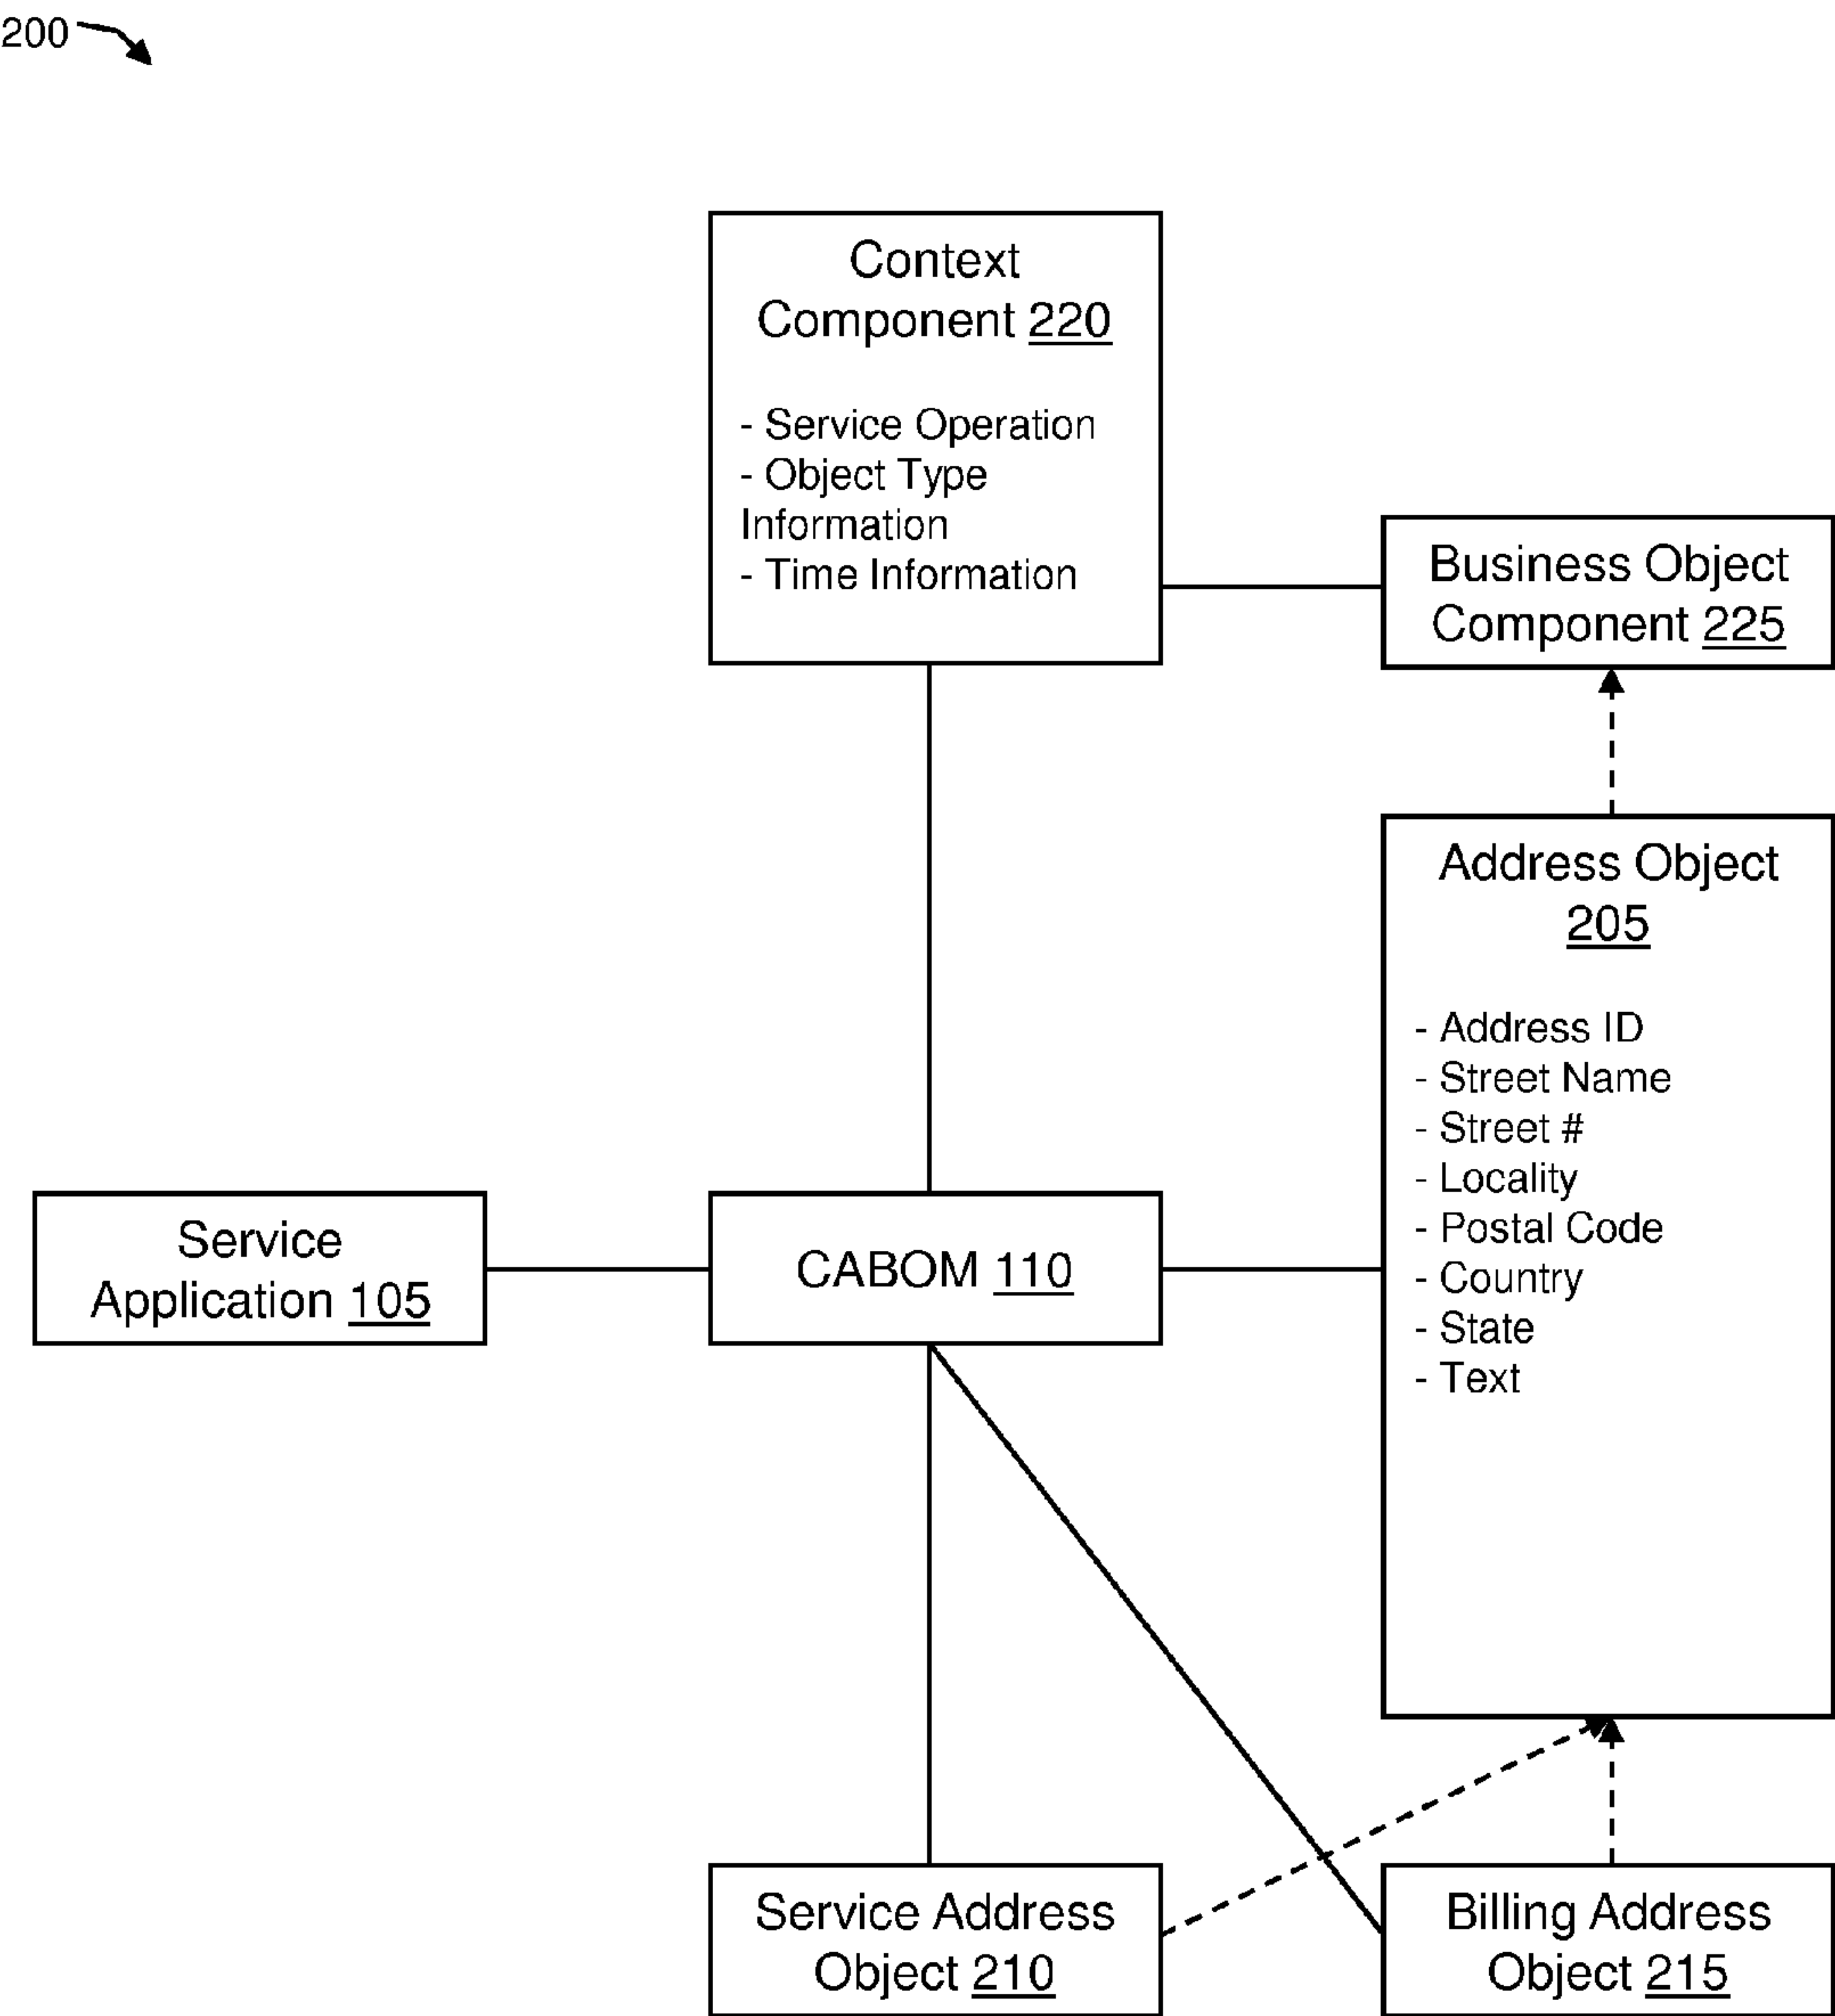 200
Context
Component 220
- Service Operation
- Object Type
Information
- Time Information
Business Object
Component 225
Address Object
205
- Address ID
- Street Name
- Street #
- Locality
- Postal Code
- Country
- State
- Text
Service
Application 105
CABOM 110
Service Address
Object 210
Billing Address
Object 215